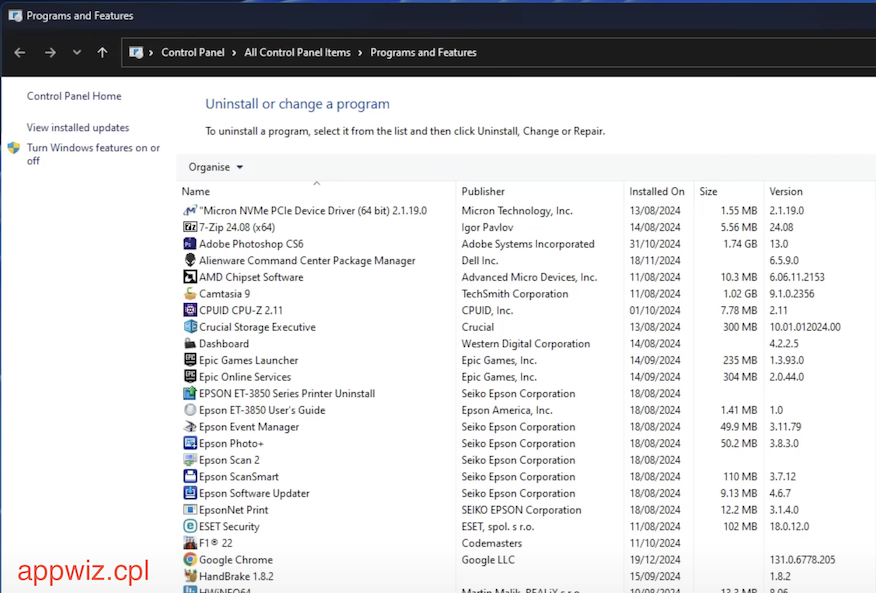 Programs and Features
Control Panel > All Control Panel Items > Programs and Features
Control Panel Home
View installed updates
Turn Windows features on or
off
Uninstall or change a program
To uninstall a program, select it from the list and then click Uninstall, Change or Repair.
Organise
Name Publisher Installed On Size Version
"Micron NVMe PCIe Device Driver (64 bit) 2.1.19.0 Micron Technology, Inc. 13/08/2024 1.55 MB 2.1.19.0
7-Zip 24.08 (x64) Igor Pavlov 14/08/2024 5.56 MB 24.08
Adobe Photoshop CS6 Adobe Systems Incorporated 31/10/2024 1.74 GB 13.0
Alienware Command Center Package Manager Dell Inc. 18/11/2024 6.5.9.0
AMD Chipset Software Advanced Micro Devices, Inc. 11/08/2024 10.3 MB 6.06.11.2153
Camtasia 9 TechSmith Corporation 11/08/2024 1.02 GB 9.1.0.2356
CPUID CPU-Z 2.11 CPUID, Inc. 01/10/2024 7.78 MB 2.11
Crucial Storage Executive Crucial 13/08/2024 300 MB 10.01.012024.00
Dashboard Western Digital Corporation 14/08/2024 4.2.2.5
Epic Games Launcher Epic Games, Inc. 14/09/2024 235 MB 1.3.93.0
Epic Online Services Epic Games, Inc. 14/09/2024 304 MB 2.0.44.0
EPSON ET-3850 Series Printer Uninstall Seiko Epson Corporation 18/08/2024
Epson ET-3850 User's Guide Epson America, Inc. 18/08/2024 1.41 MB 1.0
Epson Event Manager Seiko Epson Corporation 18/08/2024 49.9 MB 3.11.79
Epson Photo+ Seiko Epson Corporation 18/08/2024 50.2 MB 3.8.3.0
Epson Scan 2 Seiko Epson Corporation 18/08/2024
Epson ScanSmart Seiko Epson Corporation 18/08/2024 110 MB 3.7.12
Epson Software Updater Seiko Epson Corporation 18/08/2024 9.13 MB 4.6.7
EpsonNet Print SEIKO EPSON Corporation 18/08/2024 12.2 MB 3.1.4.0
ESET Security ESET, spol. s r.o. 11/08/2024 102 MB 18.0.12.0
F1® 22 Codemasters 11/10/2024
Google Chrome Google LLC 19/12/2024 131.0.6778.205
HandBrake 1.8.2 15/09/2024 1.8.2
HWiNFO64 Martin Malik, REALiX s.r.o. 10/08/2024 13.3 MB 8.06
appwiz.cpl